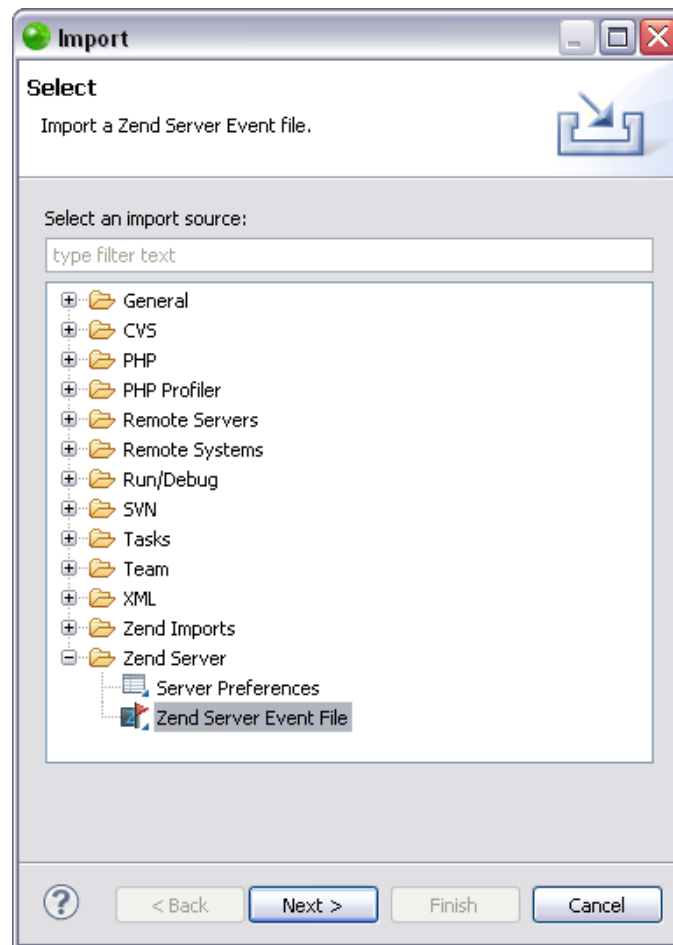 Import
Select
Import a Zend Server Event file.
Select an import source:
type filter text
General
CVS
PHP
PHP Profiler
Remote Servers
Remote Systems
Run/Debug
SVN
Tasks
Team
XML
Zend Imports
Zend Server
Server Preferences
Zend Server Event File
? < Back Next > Finish Cancel